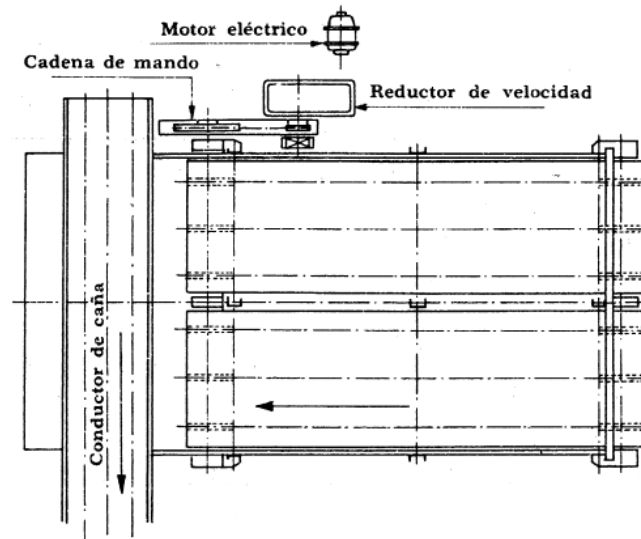 Motor eléctrico
Cadena de mando
Reductor de velocidad
Conductor de caña